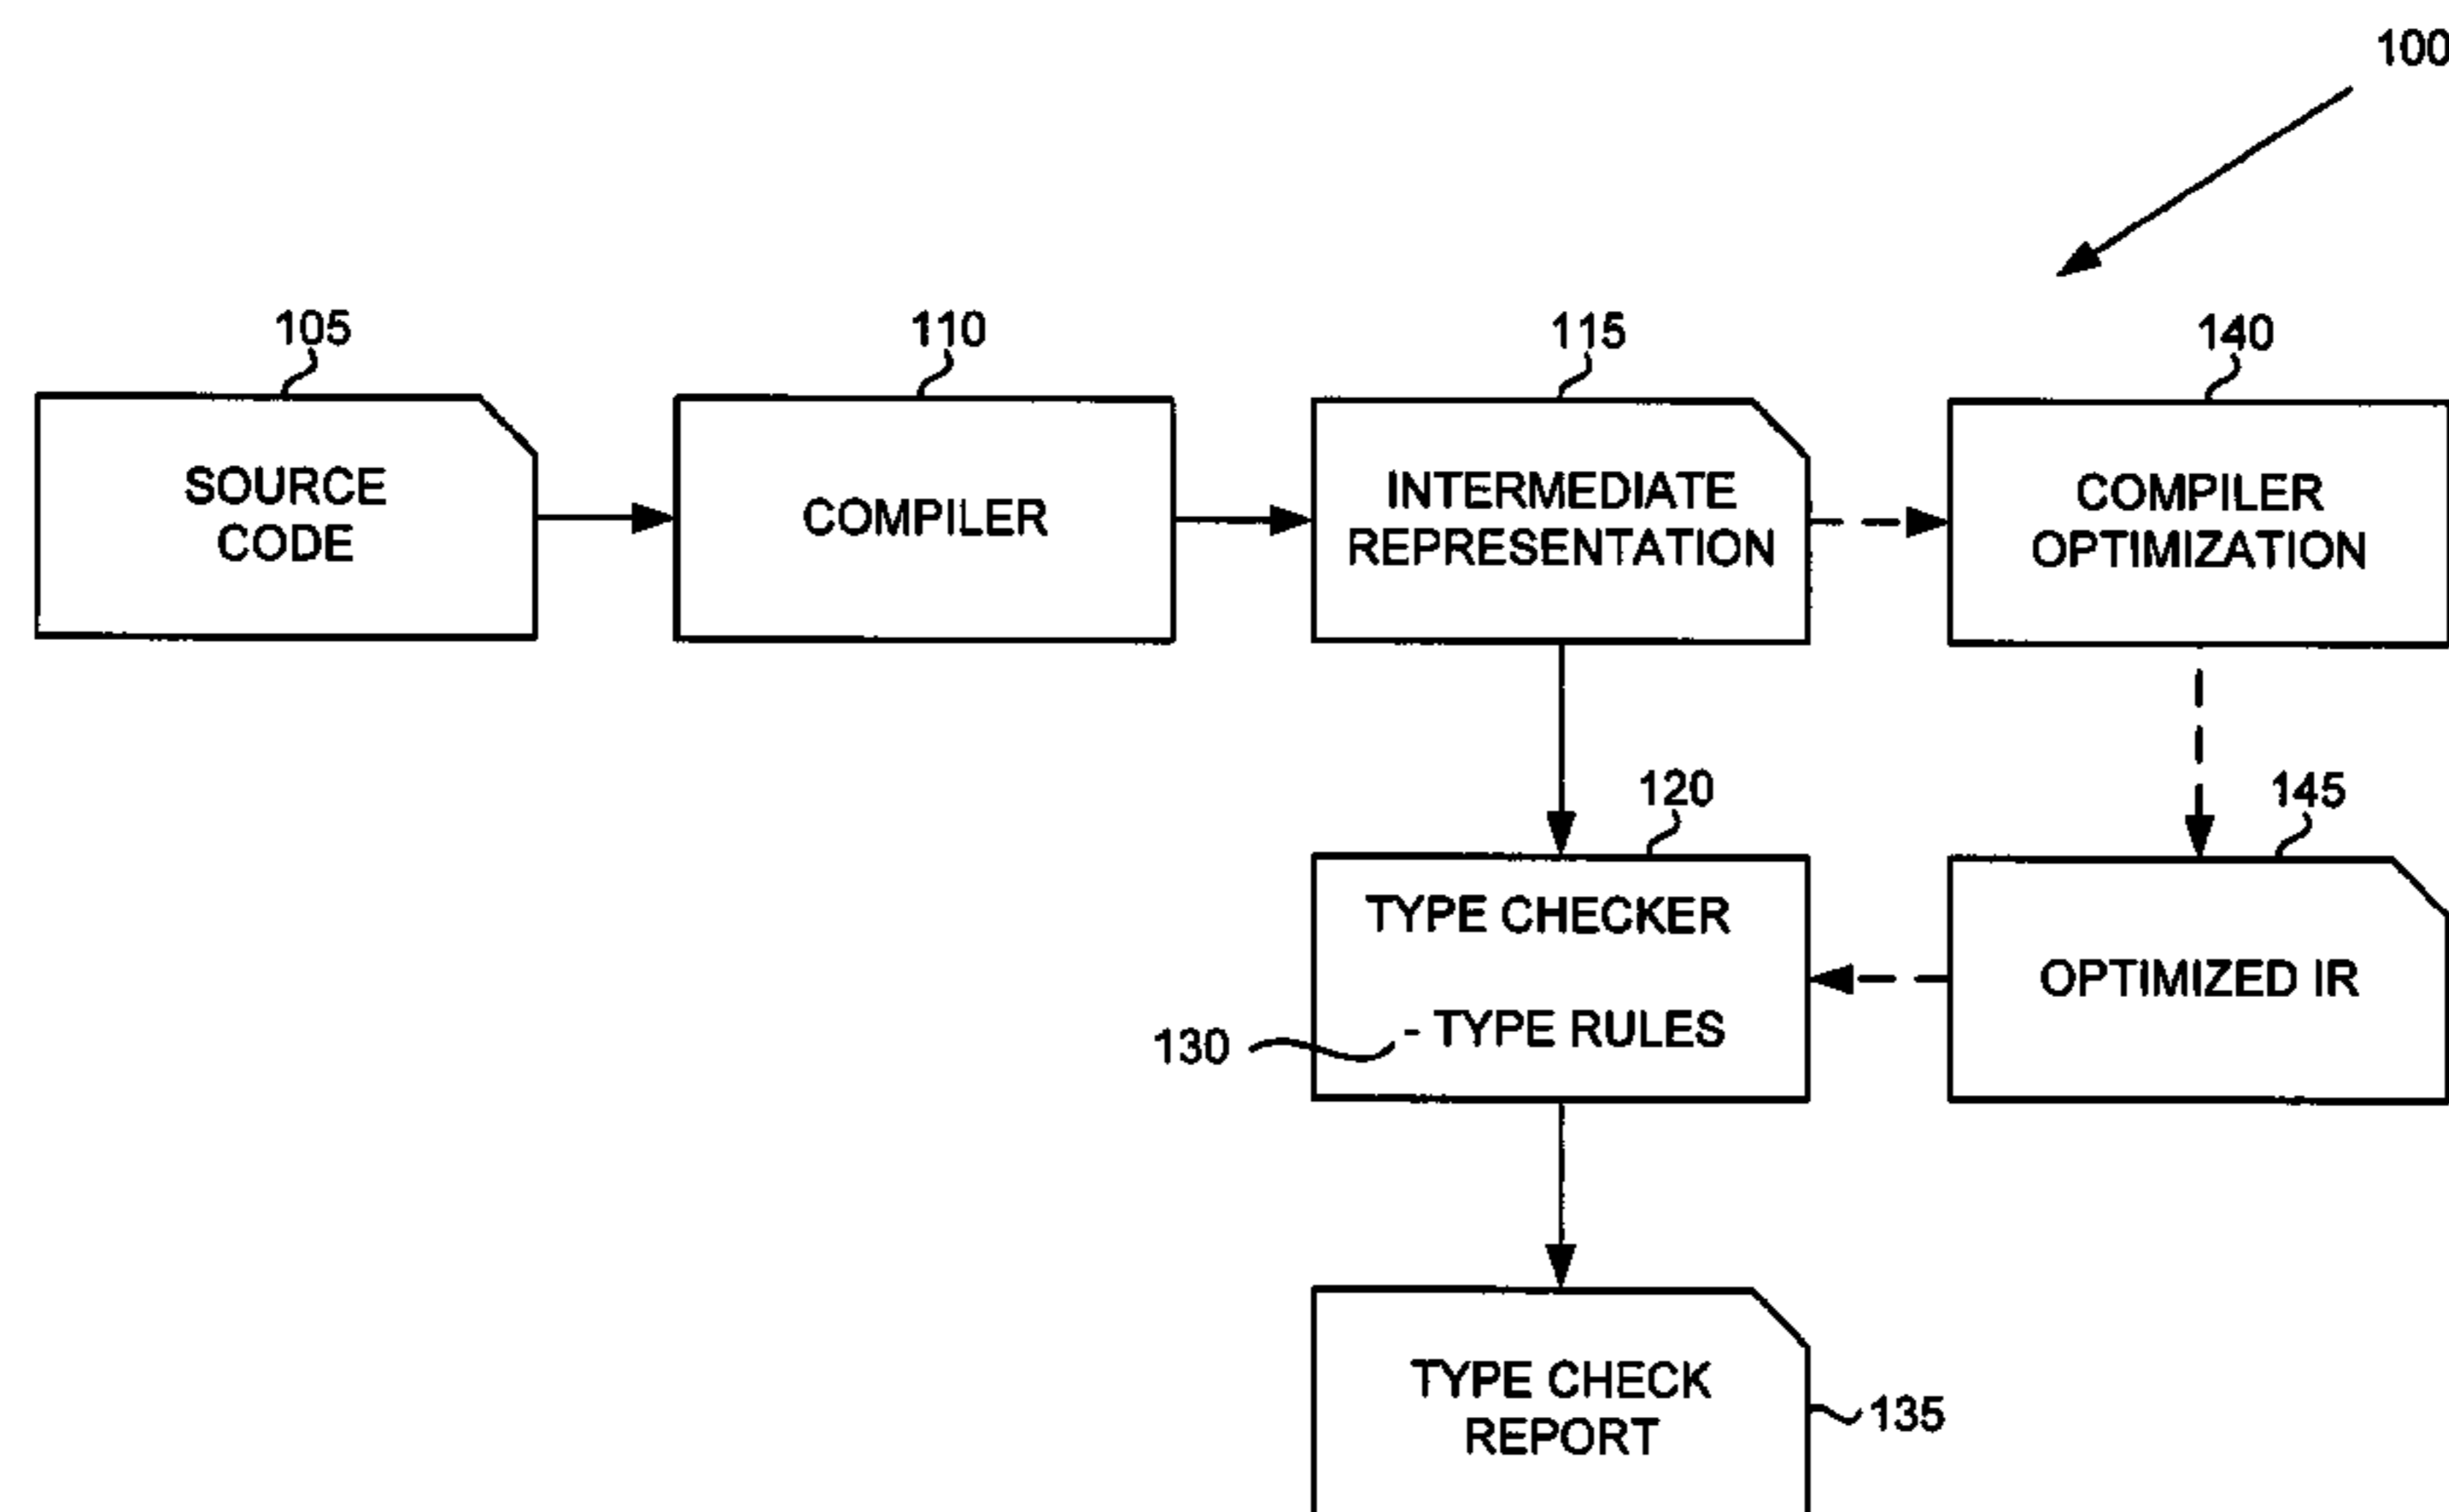 100
105
110
115
140
SOURCE
CODE
COMPILER
INTERMEDIATE
REPRESENTATION
COMPILER
OPTIMIZATION
120
145
TYPE CHECKER
- TYPE RULES
130
OPTIMIZED IR
TYPE CHECK
REPORT
135